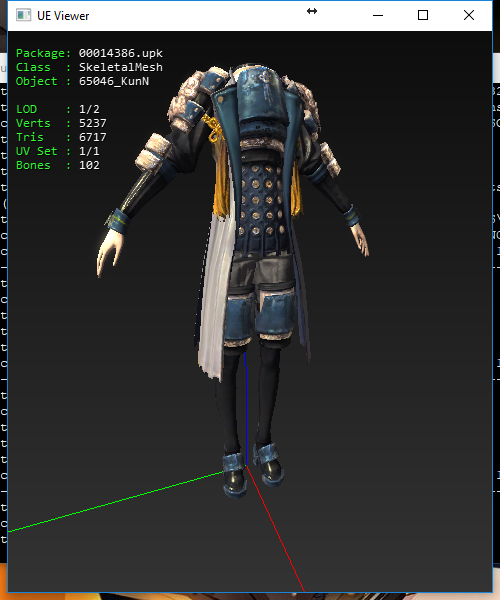 UE Viewer
Package: 00014386.upk
Class  : SkeletalMesh
Object : 65046_KunN
LOD    : 1/2
Verts  : 5237
Tris   : 6717
UV Set : 1/1
Bones  : 102